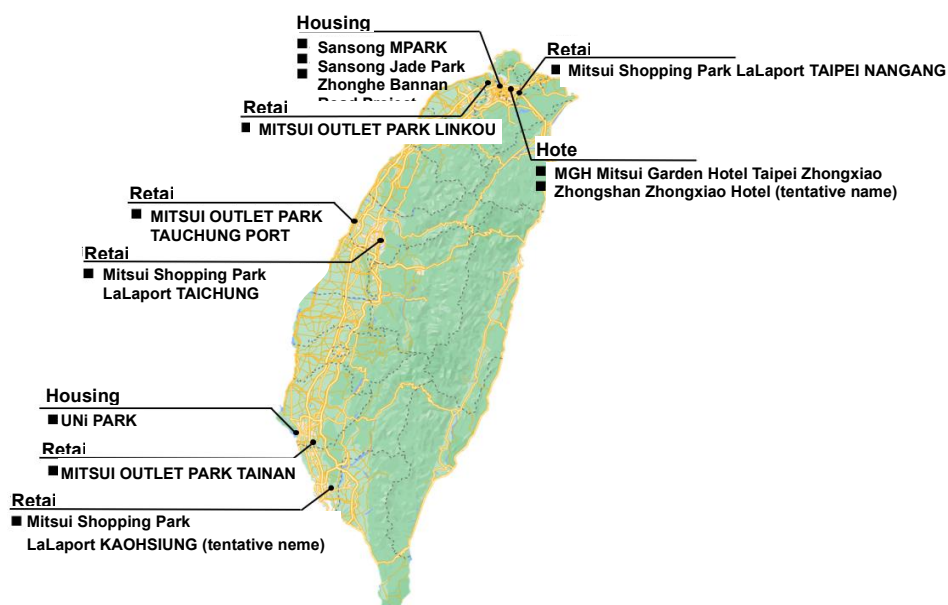 Housing
■ Sansong MPARK
■ Sansong Jade Park
■ Zhonghe Bannan
Road Project
Retai
■ Mitsui Shopping Park LaLaport TAIPEI NANGANG
Retai
■ MITSUI OUTLET PARK LINKOU
Hote
■ MGH Mitsui Garden Hotel Taipei Zhongxiao
■ Zhongshan Zhongxiao Hotel (tentative name)
Retai
■ MITSUI OUTLET PARK
TAUCHUNG PORT
Retai
■ Mitsui Shopping Park
LaLaport TAICHUNG
Housing
■UNi PARK
Retai
■MITSUI OUTLET PARK TAINAN
Retai
■ Mitsui Shopping Park
LaLaport KAOHSIUNG (tentative neme)